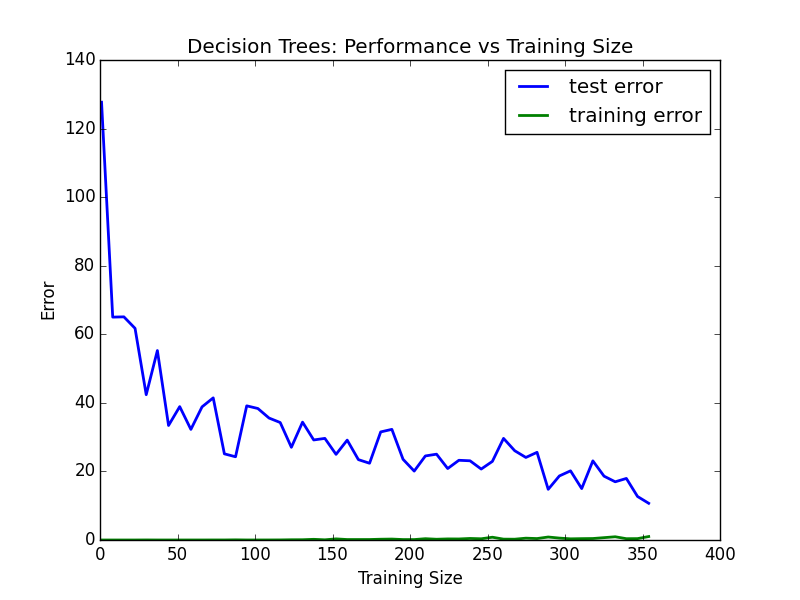 Decision Trees: Performance vs Training Size
140
120
100
80
60
40
20
0
Error
test error
training error
0 50 100 150 200 250 300 350 400
Training Size